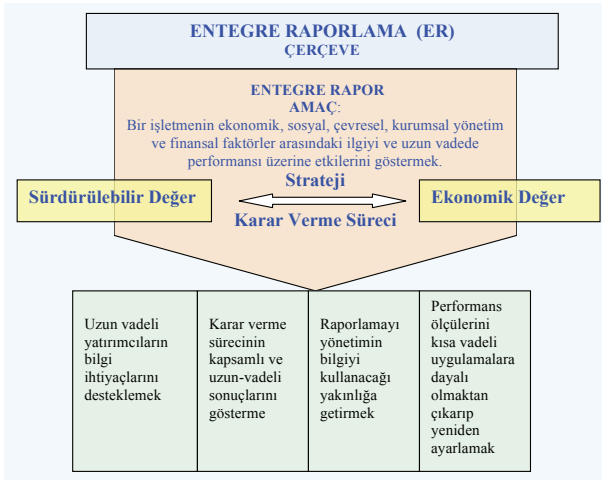 ENTEGRE RAPORLAMA (ER)
ÇERÇEVE
ENTEGRE RAPOR
AMAÇ:
Bir işletmenin ekonomik, sosyal, çevresel, kurumsal yönetim
ve finansal faktörler arasındaki ilgiyi ve uzun vadede
performansı üzerine etkilerini göstermek.
Strateji
Sürdürülebilir Değer
Ekonomik Değer
Karar Verme Süreci
Uzun vadeli
yatırımcıların
bilgi
ihtiyaçlarını
desteklemek
Karar verme
sürecinin
kapsamlı ve
uzun-vadeli
sonuçlarını
gösterme
Raporlamayı
yönetimin
bilgiyi
kullanacağı
yakınlığa
getirmek
Performans
ölçülerini
kısa vadeli
uygulamalara
dayalı
olmaktan
çıkarıp
yeniden
ayarlamak